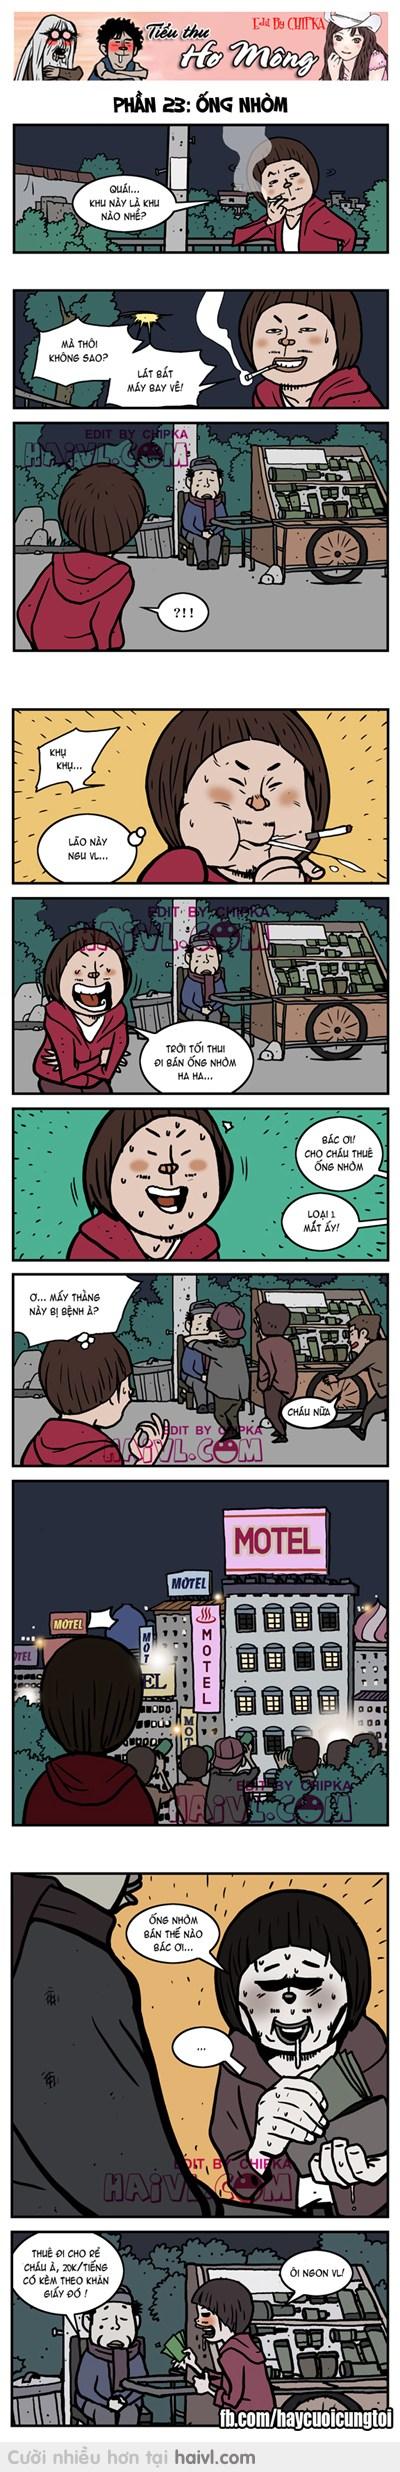 Edit By CHIPKA
Tiểu thư
Hơ Mông
PHẦN 23: ỐNG NHÒM
QUÁI...
KHU NÀY LÀ KHU
NÀO NHỂ?
MÀ THÔI
KHÔNG SAO?
LÁT BẮT
MÁY BAY VỀ!
EDIT BY CHIPKA
HAiVL.COM
?!!
KHỤ
KHỤ...
LÃO NÀY
NGU VL...
EDIT BY CHIPKA
HAiVL.COM
TRỜI TỐI THUI
ĐI BÁN ỐNG NHÒM
HA HA...
BÁC ƠI!
CHO CHÁU THUÊ
ỐNG NHÒM
LOẠI 1
MẮT ẤY!
Ơ... MẤY THẰNG
NÀY BỊ BỆNH À?
CHÁU NỮA
EDIT BY CHIPKA
HAiVL.COM
MOTEL
MOTEL
MOTEL
MOTEL
OTEL
MOTEL
EL
MOT
EDIT BY CHIPKA
HAiVL.COM
ỐNG NHÒM
BÁN THẾ NÀO
BÁC ƠI...
...
EDIT BY CHIPKA
HAiVL.COM
THUÊ ĐI CHO RẺ
CHÁU À, 20K/TIẾNG
CÓ KÈM THEO KHĂN
GIẤY ĐÓ !
ÔI NGON VL!
fb.com/haycuoicungtoi
Cười nhiều hơn tại haivl.com